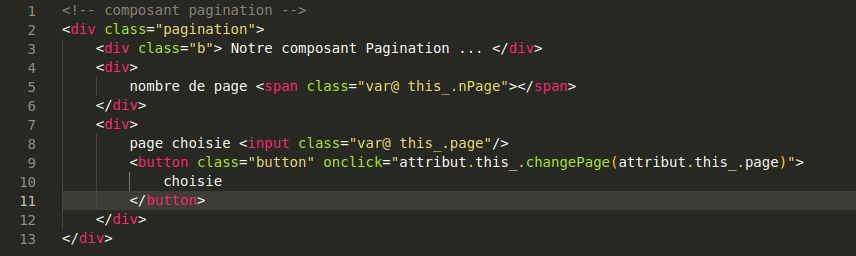 1 <!-- composant pagination -->
2 <div class="pagination">
3     <div class="b"> Notre composant Pagination ... </div>
4     <div>
5         nombre de page <span class="var@ this_.nPage"></span>
6     </div>
7     <div>
8         page choisie <input class="var@ this_.page"/>
9         <button class="button" onclick="attribut.this_.changePage(attribut.this_.page)">
10             choisie
11         </button>
12     </div>
13 </div>